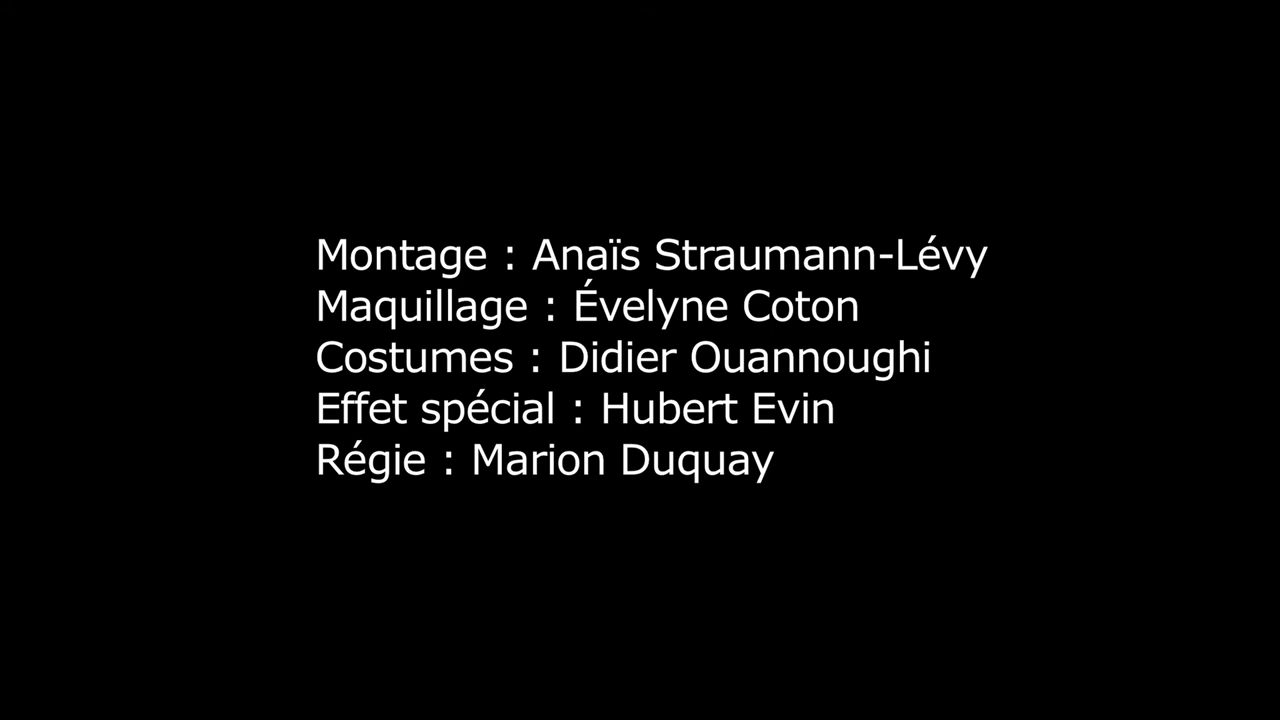 Montage : Anaïs Straumann-Lévy
Maquillage : Évelyne Coton
Costumes : Didier Ouannoughi
Effet spécial : Hubert Evin
Régie : Marion Duquay